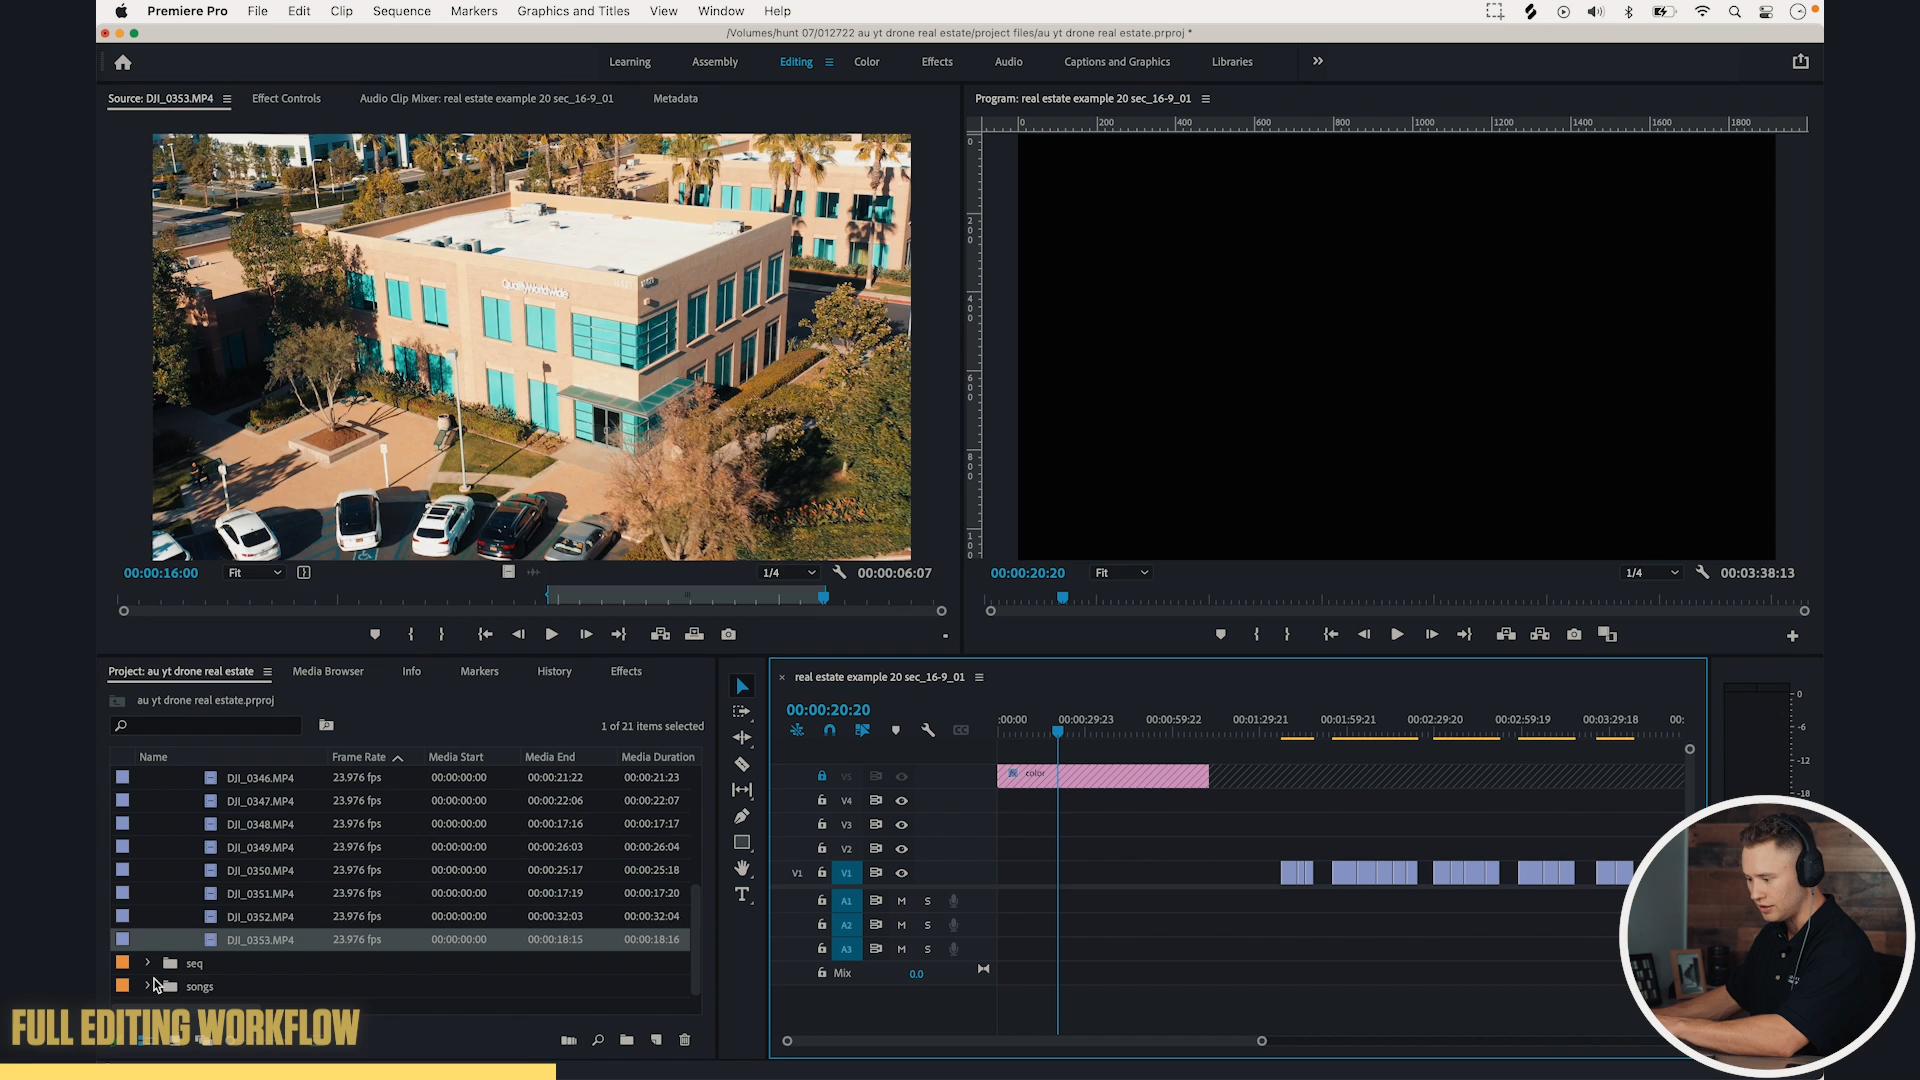 Premiere Pro File Edit Clip Sequence Markers Graphics and Titles View Window Help
/Volumes/hunt 07/012722 au yt drone real estate/project files/au yt drone real estate.prproj *
Learning Assembly Editing Color Effects Audio Captions and Graphics Libraries
Source: DJI_0353.MP4 Effect Controls Audio Clip Mixer: real estate example 20 sec_16-9_01 Metadata
Program: real estate example 20 sec_16-9_01
0 200 400 600 800 1000 1200 1400 1600 1800
0
200
400
600
800
QualityWorldwide
00:00:16:00 Fit 1/4 00:00:06:07
00:00:20:20 Fit 1/4 00:03:38:13
Project: au yt drone real estate Media Browser Info Markers History Effects
au yt drone real estate.prproj
1 of 21 items selected
Name Frame Rate Media Start Media End Media Duration
DJI_0346.MP4 23.976 fps 00:00:00:00 00:00:21:22 00:00:21:23
DJI_0347.MP4 23.976 fps 00:00:00:00 00:00:22:06 00:00:22:07
DJI_0348.MP4 23.976 fps 00:00:00:00 00:00:17:16 00:00:17:17
DJI_0349.MP4 23.976 fps 00:00:00:00 00:00:26:03 00:00:26:04
DJI_0350.MP4 23.976 fps 00:00:00:00 00:00:25:17 00:00:25:18
DJI_0351.MP4 23.976 fps 00:00:00:00 00:00:17:19 00:00:17:20
DJI_0352.MP4 23.976 fps 00:00:00:00 00:00:32:03 00:00:32:04
DJI_0353.MP4 23.976 fps 00:00:00:00 00:00:18:15 00:00:18:16
seq
songs
real estate example 20 sec_16-9_01
00:00:20:20
:00:00 00:00:29:23 00:00:59:22 00:01:29:21 00:01:59:21 00:02:29:20 00:02:59:19 00:03:29:18 00:
V5 color
V4
V3
V2
V1 V1
A1 M S
A2 M S
A3 M S
Mix 0.0
0
-6
-12
-18
FULL EDITING WORKFLOW